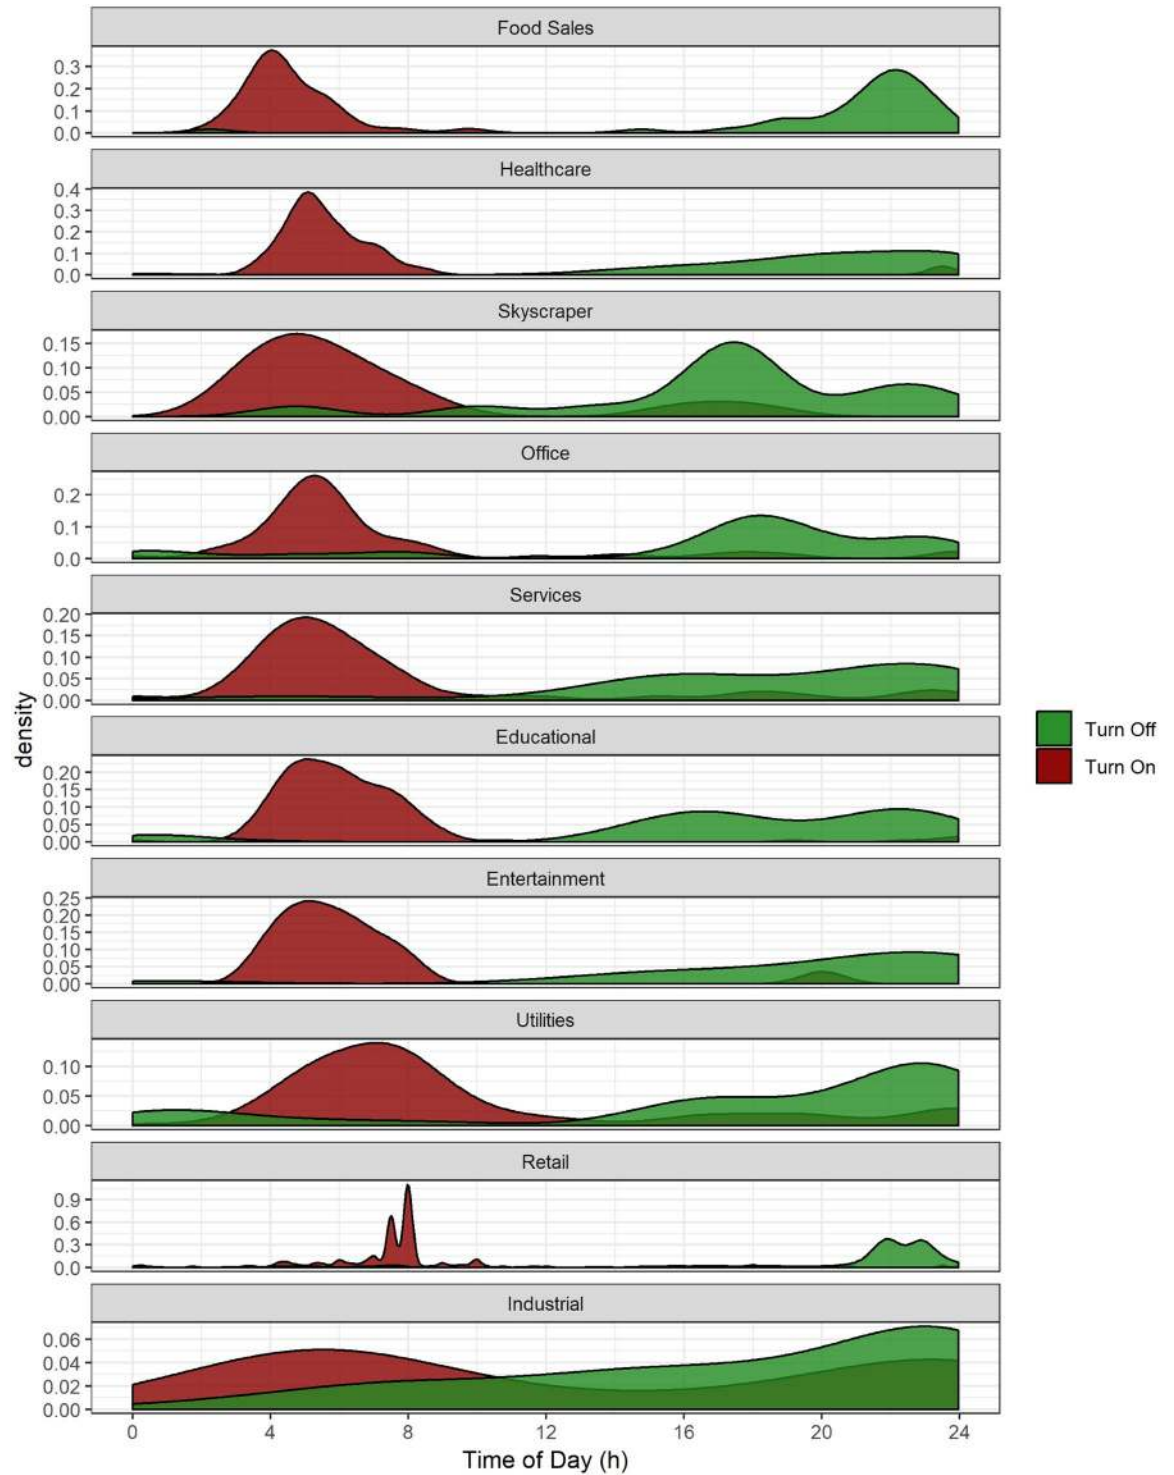 Food Sales
0.3
0.2
0.1
0.0
Healthcare
0.4
0.3
0.2
0.1
0.0
Skyscraper
0.15
0.10
0.05
0.00
Office
0.2
0.1
0.0
Services
0.20
0.15
0.10
0.05
0.00
Educational
0.20
0.15
0.10
0.05
0.00
Entertainment
0.25
0.20
0.15
0.10
0.05
0.00
Utilities
0.10
0.05
0.00
Retail
0.9
0.6
0.3
0.0
Industrial
0.06
0.04
0.02
0.00
0 4 8 12 16 20 24
Time of Day (h)
density
Turn Off
Turn On